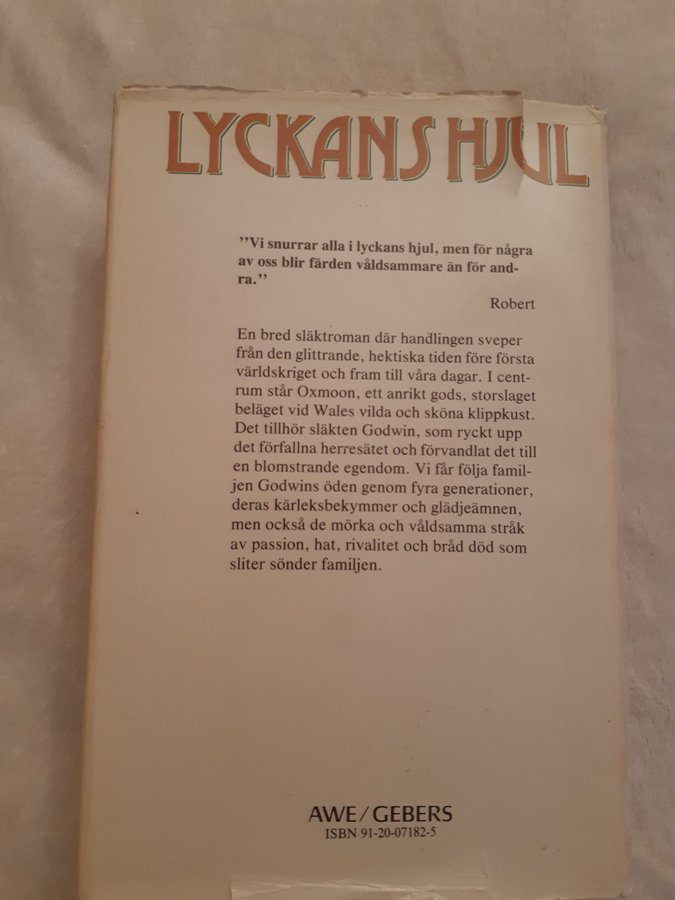 LYCKANS HJUL
”Vi snurrar alla i lyckans hjul, men för några
av oss blir färden våldsammare än för and-
ra.”
Robert
En bred släktroman där handlingen sveper
från den glittrande, hektiska tiden före första
världskriget och fram till våra dagar. I cent-
rum står Oxmoon, ett anrikt gods, storslaget
beläget vid Wales vilda och sköna klippkust.
Det tillhör släkten Godwin, som ryckt upp
det förfallna herresätet och förvandlat det till
en blomstrande egendom. Vi får följa famil-
jen Godwins öden genom fyra generationer,
deras kärleksbekymmer och glädjeämnen,
men också de mörka och våldsamma stråk
av passion, hat, rivalitet och bråd död som
sliter sönder familjen.
AWE/GEBERS
ISBN 91-20-07182-5